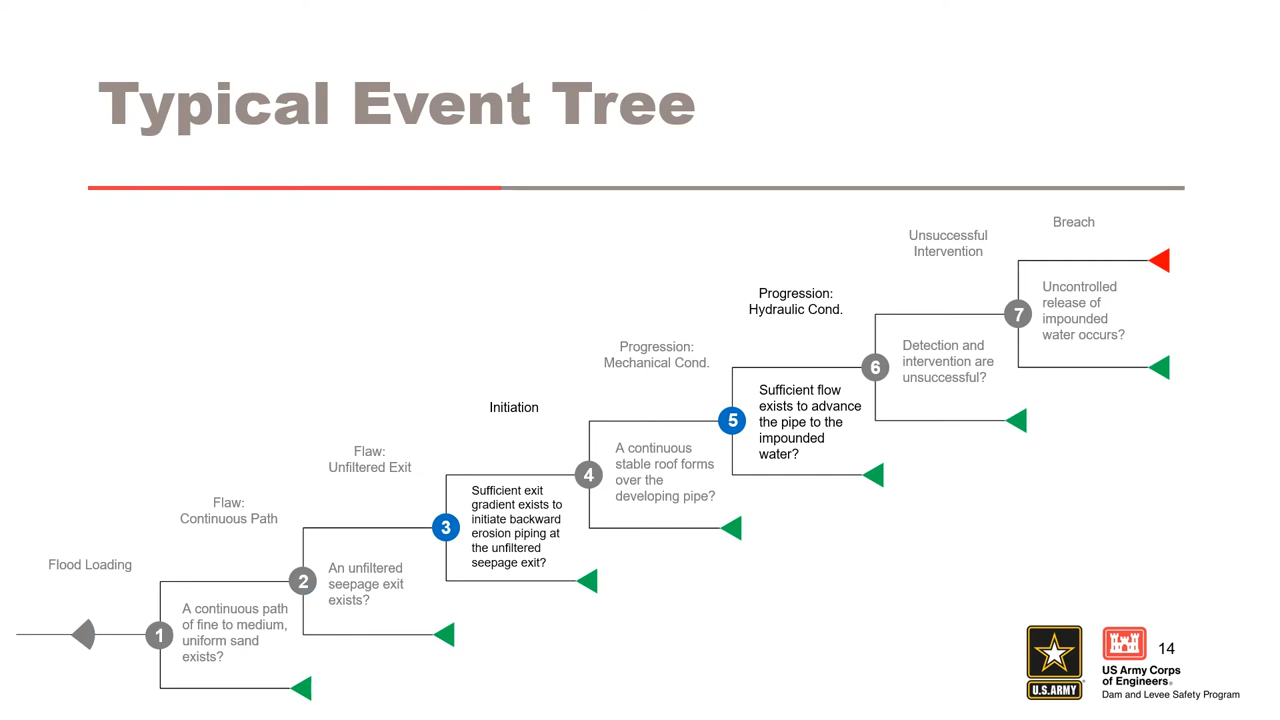 Typical Event Tree
Breach
Unsuccessful
Intervention
Uncontrolled
release of
impounded
water occurs?
7
Progression:
Hydraulic Cond.
Detection and
intervention are
unsuccessful?
6
Progression:
Mechanical Cond.
Sufficient flow
exists to advance
the pipe to the
impounded
water?
5
Initiation
A continuous
stable roof forms
over the
developing pipe?
4
Flaw:
Unfiltered Exit
Sufficient exit
gradient exists to
initiate backward
erosion piping at
the unfiltered
seepage exit?
3
Flaw:
Continuous Path
An unfiltered
seepage exit
exists?
2
Flood Loading
A continuous path
of fine to medium,
uniform sand
exists?
1
U.S.ARMY
US Army Corps
of Engineers®
Dam and Levee Safety Program
14